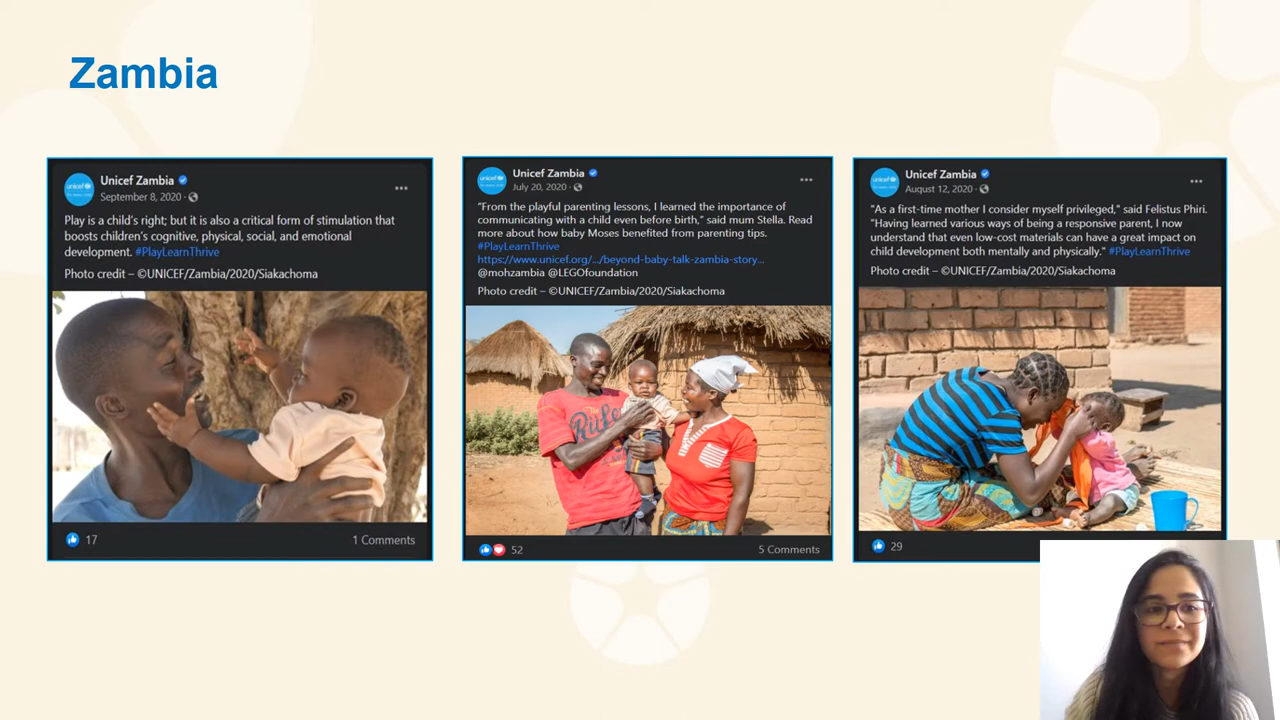 Zambia
Unicef Zambia
September 8, 2020 ·
Play is a child's right; but it is also a critical form of stimulation that
boosts children's cognitive, physical, social, and emotional
development. #PlayLearnThrive
Photo credit – ©UNICEF/Zambia/2020/Siakachoma
17
1 Comments
Unicef Zambia
July 20, 2020 ·
"From the playful parenting lessons, I learned the importance of
communicating with a child even before birth," said mum Stella. Read
more about how baby Moses benefited from parenting tips.
#PlayLearnThrive
https://www.unicef.org/.../beyond-baby-talk-zambia-story...
@mohzambia @LEGOfoundation
Photo credit – ©UNICEF/Zambia/2020/Siakachoma
52
5 Comments
Unicef Zambia
August 12, 2020 ·
"As a first-time mother I consider myself privileged," said Felistus Phiri.
"Having learned various ways of being a responsive parent, I now
understand that even low-cost materials can have a great impact on
child development both mentally and physically." #PlayLearnThrive
Photo credit – ©UNICEF/Zambia/2020/Siakachoma
29